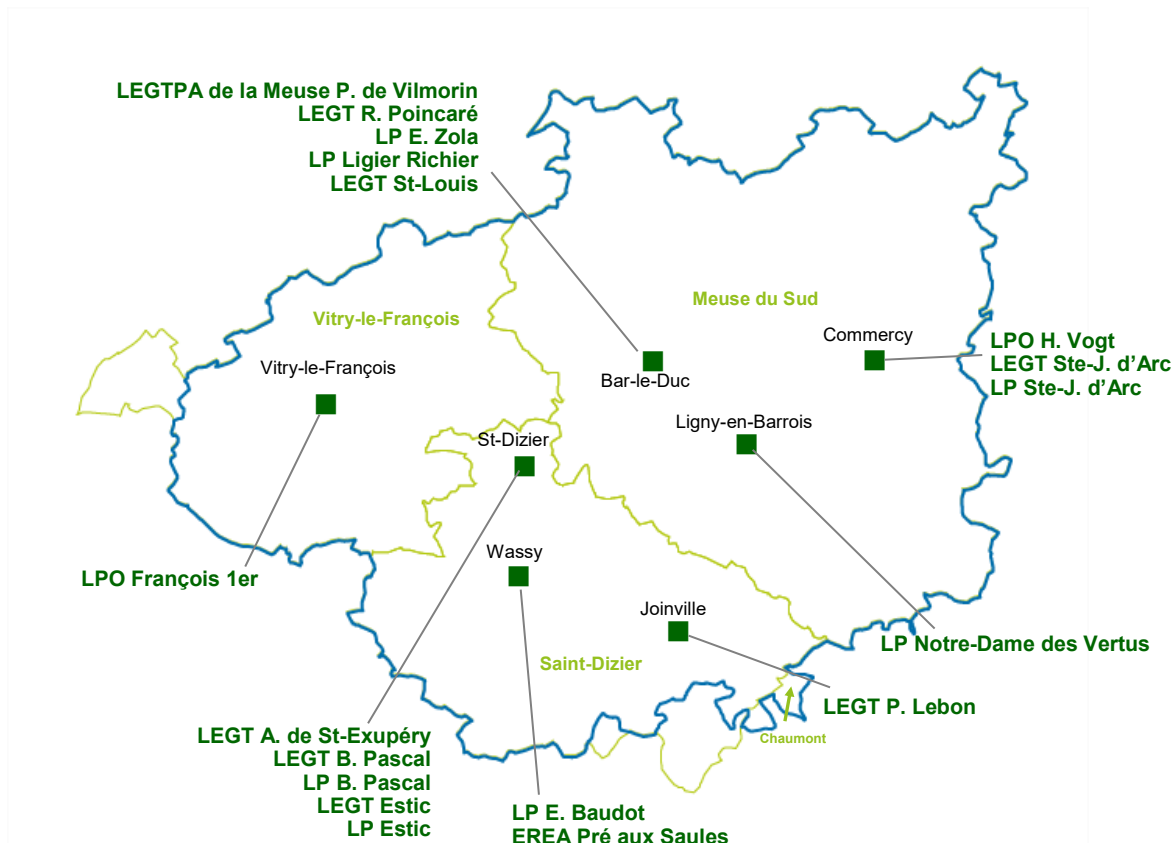 LEGTPA de la Meuse P. de Vilmorin
LEGT R. Poincaré
LP E. Zola
LP Ligier Richier
LEGT St-Louis
Vitry-le-François
Meuse du Sud
Vitry-le-François
Commercy
Bar-le-Duc
LPO H. Vogt
LEGT Ste-J. d’Arc
LP Ste-J. d’Arc
Ligny-en-Barrois
St-Dizier
Wassy
LPO François 1er
Joinville
LP Notre-Dame des Vertus
Saint-Dizier
LEGT P. Lebon
Chaumont
LEGT A. de St-Exupéry
LEGT B. Pascal
LP B. Pascal
LEGT Estic
LP Estic
LP E. Baudot
EREA Pré aux Saules